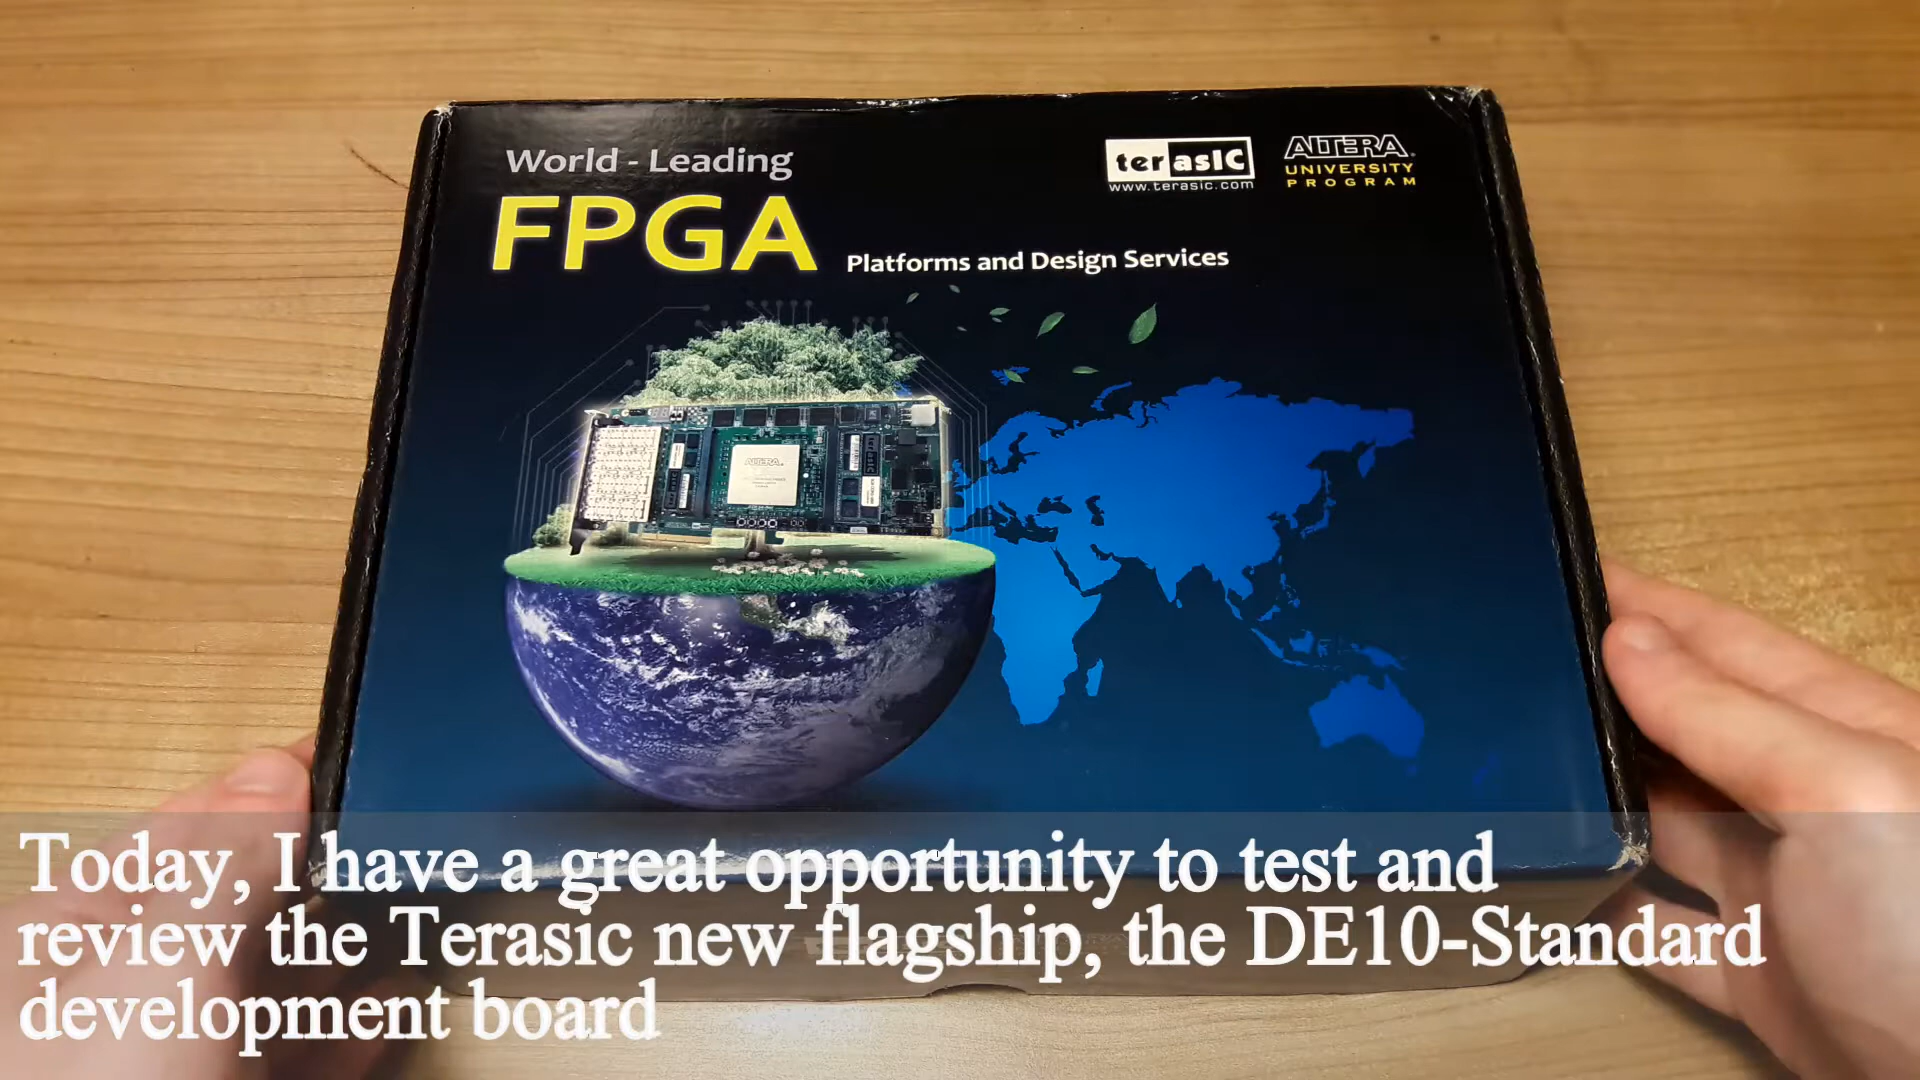 World - Leading
FPGA
Platforms and Design Services
terasIC
www.terasic.com
ALTERA
UNIVERSITY
PROGRAM
ALTERA
Today, I have a great opportunity to test and
review the Terasic new flagship, the DE10-Standard
development board